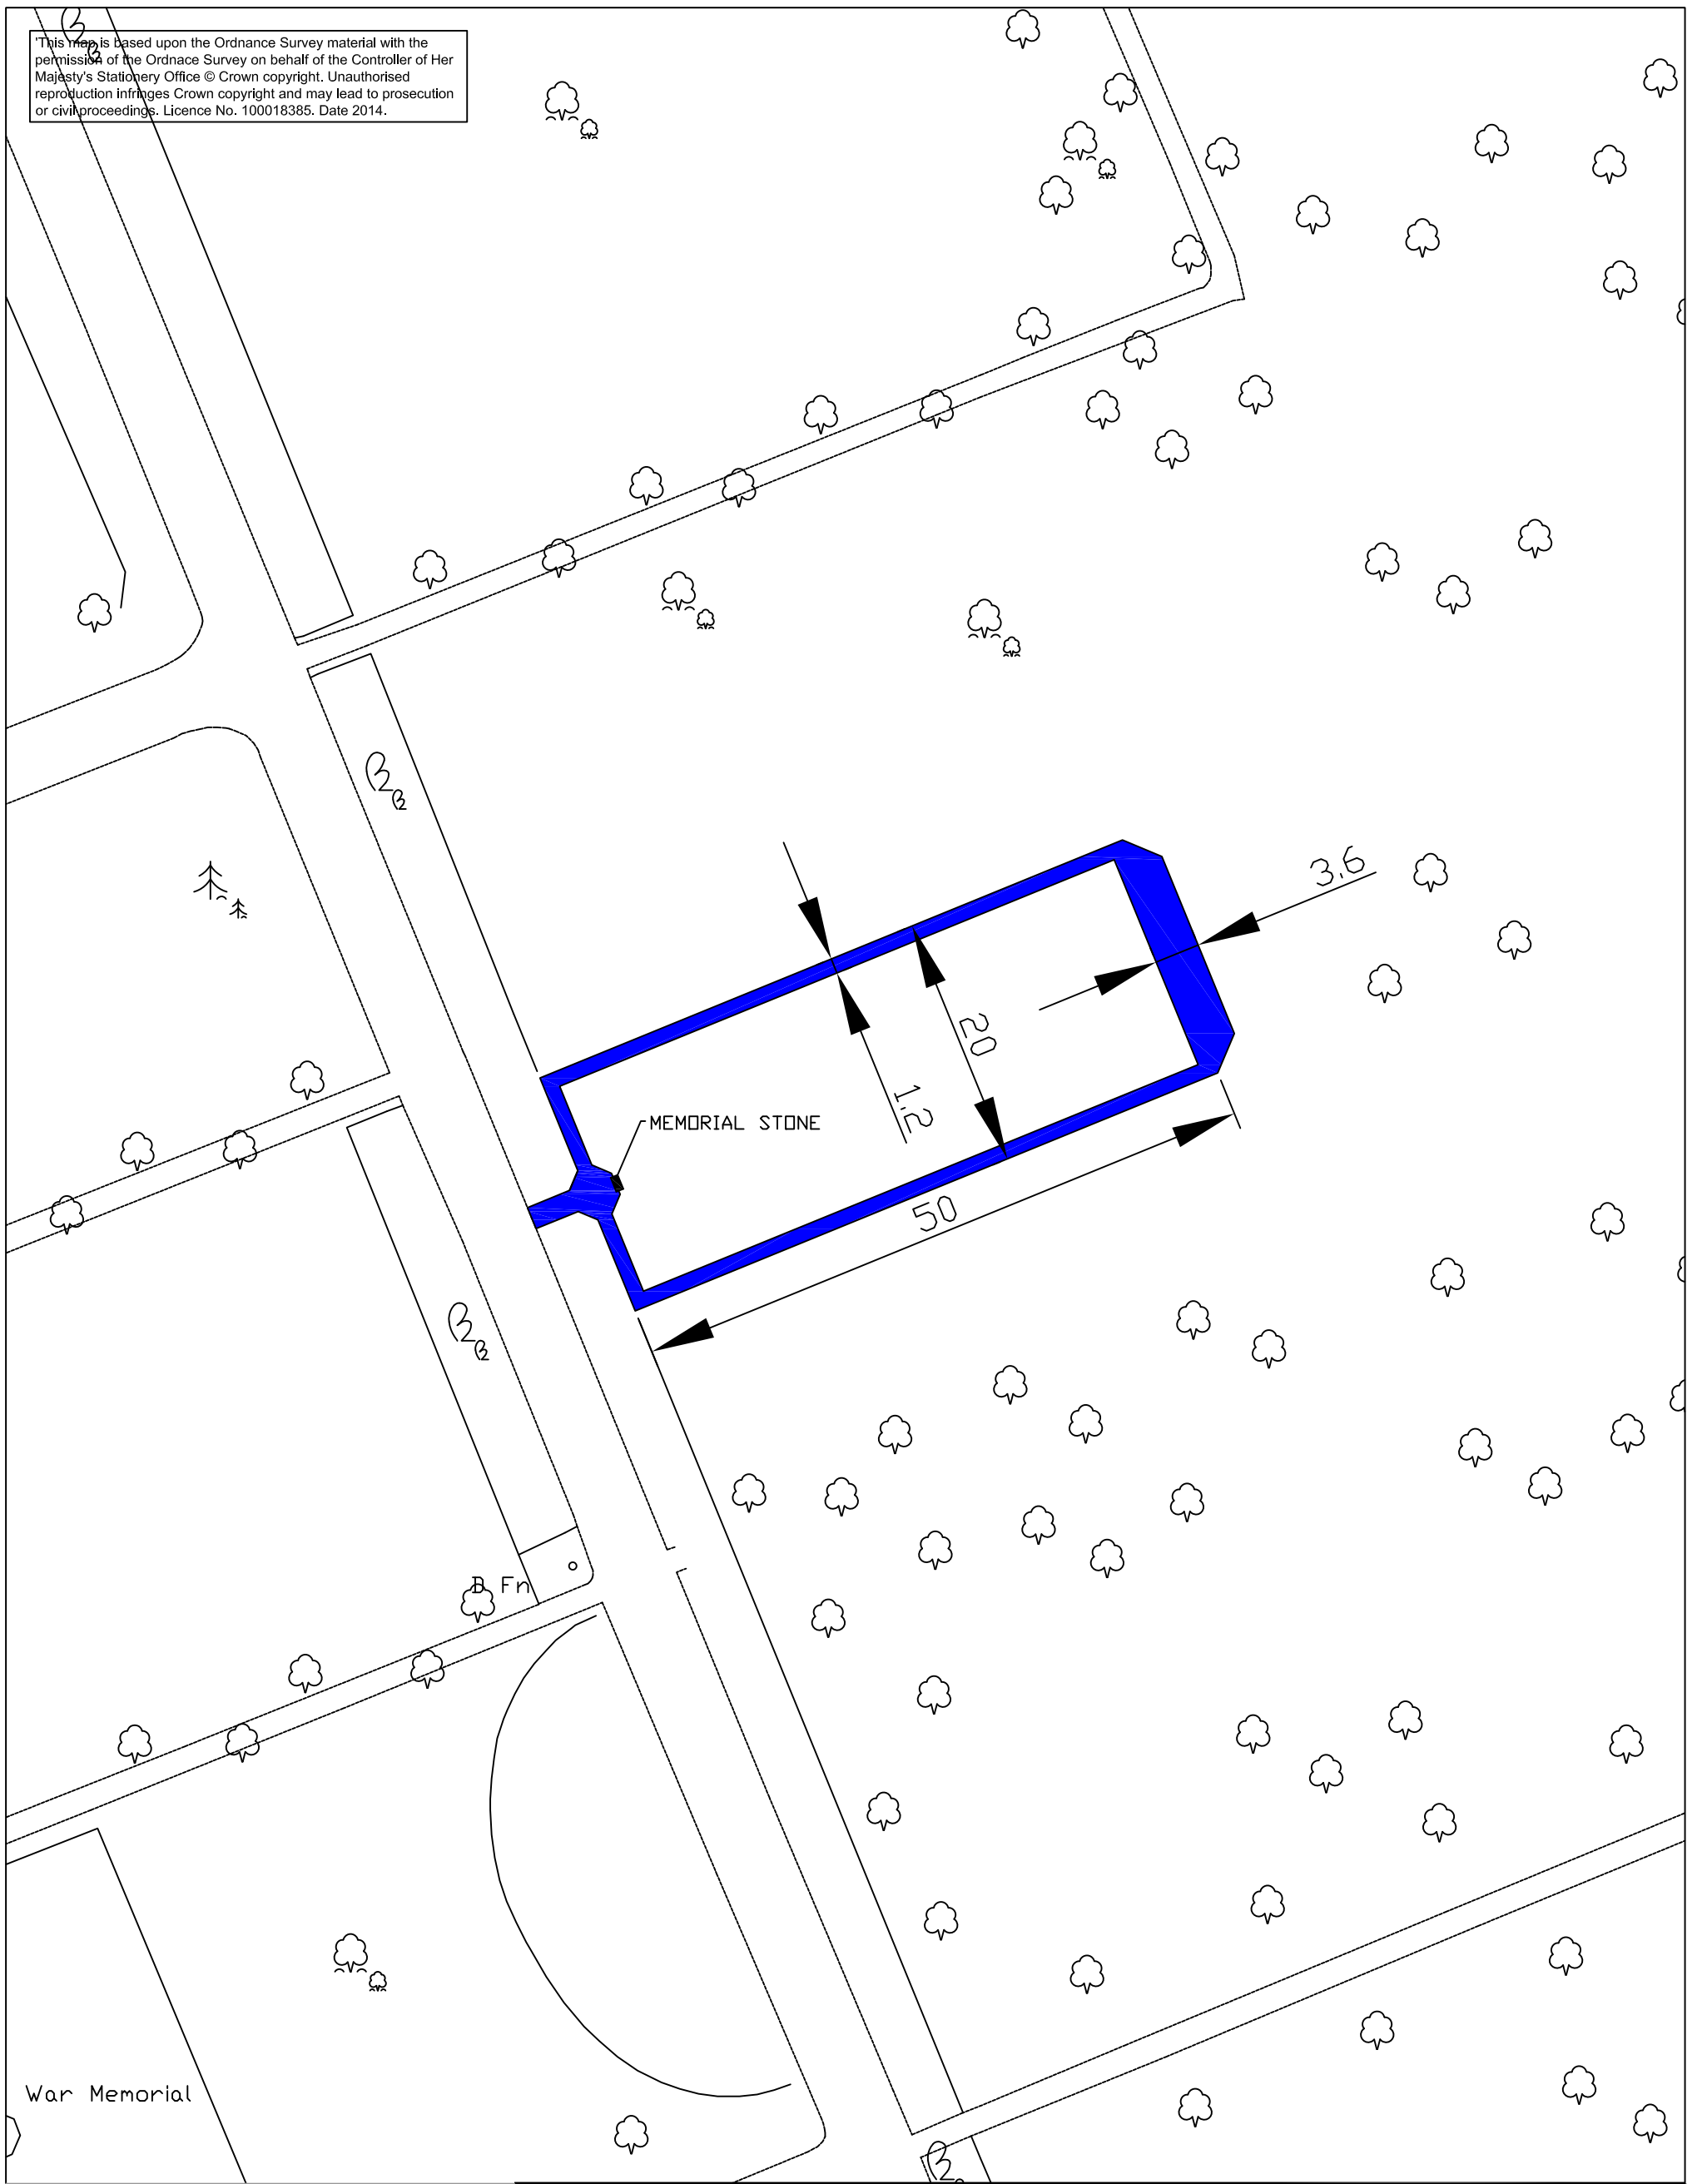 'This map is based upon the Ordnance Survey material with the
permission of the Ordnace Survey on behalf of the Controller of Her
Majesty's Stationery Office © Crown copyright. Unauthorised
reproduction infringes Crown copyright and may lead to prosecution
or civil proceedings. Licence No. 100018385. Date 2014.
3.6
20
1.2
MEMORIAL STONE
50
D Fn
War Memorial